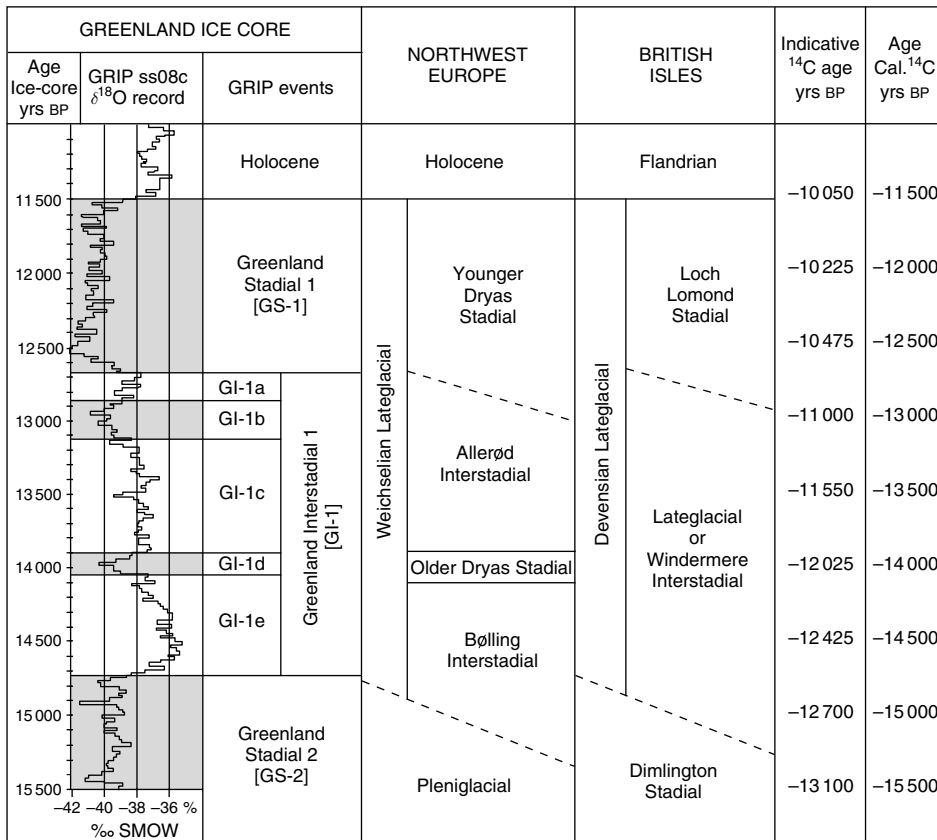 GREENLAND ICE CORE
Age
Ice-core
yrs BP
GRIP ss08c
δ¹⁸O record
GRIP events
NORTHWEST
EUROPE
BRITISH
ISLES
Indicative
¹⁴C age
yrs BP
Age
Cal.¹⁴C
yrs BP
Holocene
Holocene
Flandrian
11 500
12 000
12 500
13 000
13 500
14 000
14 500
15 000
15 500
Greenland
Stadial 1
[GS-1]
GI-1a
GI-1b
GI-1c
GI-1d
GI-1e
Greenland Interstadial 1
[GI-1]
Greenland
Stadial 2
[GS-2]
Weichselian Lateglacial
Younger
Dryas
Stadial
Allerød
Interstadial
Older Dryas Stadial
Bølling
Interstadial
Pleniglacial
Devensian Lateglacial
Loch
Lomond
Stadial
Lateglacial
or
Windermere
Interstadial
Dimlington
Stadial
–10 050
–10 225
–10 475
–11 000
–11 550
–12 025
–12 425
–12 700
–13 100
–11 500
–12 000
–12 500
–13 000
–13 500
–14 000
–14 500
–15 000
–15 500
–42 –40 –38 –36 %
‰ SMOW